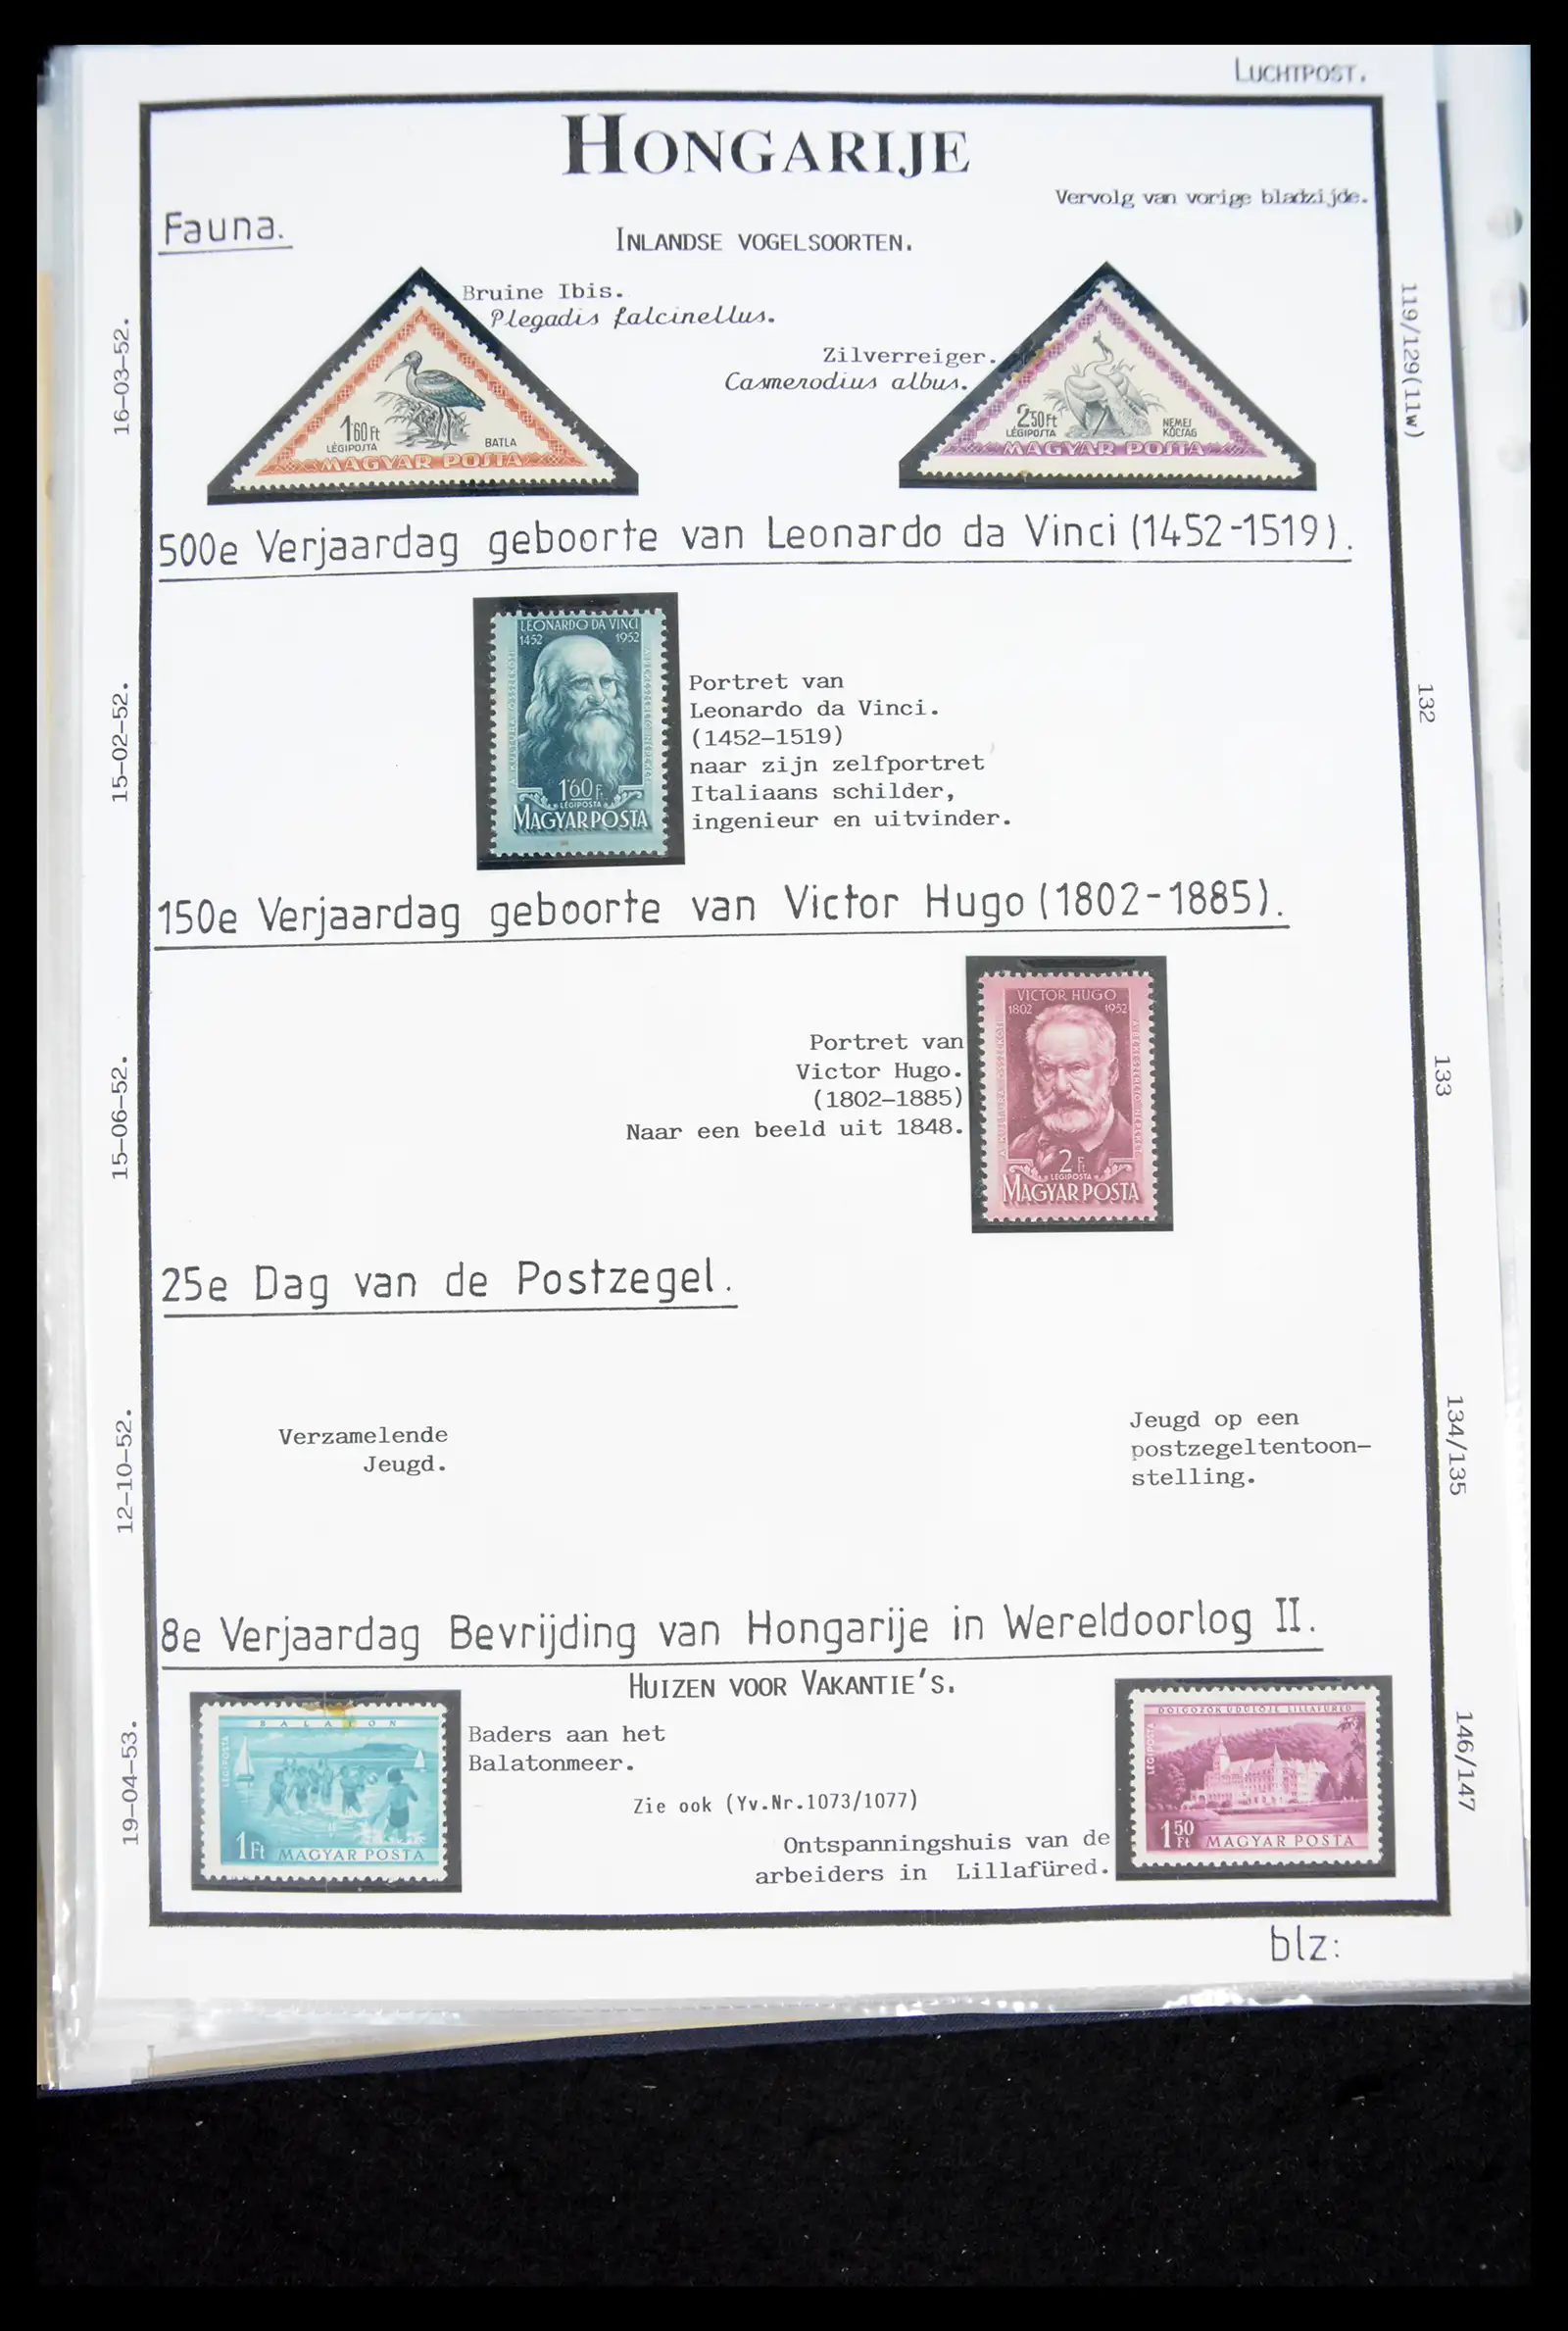 LUCHTPOST.
HONGARIJE
Vervolg van vorige bladzijde.
Fauna.
INLANDSE VOGELSOORTEN.
16-03-52.
119/129(11w)
Bruine Ibis.
Plegadis falcinellus.
Zilverreiger.
Casmerodius albus.
1'60 Ft
LÉGIPOSTA
BATLA
MAGYAR POSTA
2'50 Ft
LÉGIPOSTA
NEMES
KÓCSAG
MAGYAR POSTA
500e Verjaardag geboorte van Leonardo da Vinci (1452-1519).
15-02-52.
132
LEONARDO DA VINCI
1452 1952
1'60 Ft
LÉGIPOSTA
MAGYAR POSTA
Portret van
Leonardo da Vinci.
(1452-1519)
naar zijn zelfportret
Italiaans schilder,
ingenieur en uitvinder.
150e Verjaardag geboorte van Victor Hugo (1802-1885).
15-06-52.
133
Portret van
Victor Hugo.
(1802-1885)
Naar een beeld uit 1848.
VICTOR HUGO
1802 1952
2 Ft
LÉGIPOSTA
MAGYAR POSTA
25e Dag van de Postzegel.
12-10-52.
134/135
Verzamelende
Jeugd.
Jeugd op een
postzegeltentoon-
stelling.
8e Verjaardag Bevrijding van Hongarije in Wereldoorlog II.
HUIZEN VOOR VAKANTIE'S.
19-04-53.
146/147
BALATON
LÉGIPOSTA
1 Ft MAGYAR POSTA
Baders aan het
Balatonmeer.
Zie ook (Yv.Nr.1073/1077)
Ontspanningshuis van de
arbeiders in Lillafüred.
DOLGOZÓK ÜDÜLŐJE LILLAFÜRED
LÉGIPOSTA
1 50 Ft MAGYAR POSTA
blz: